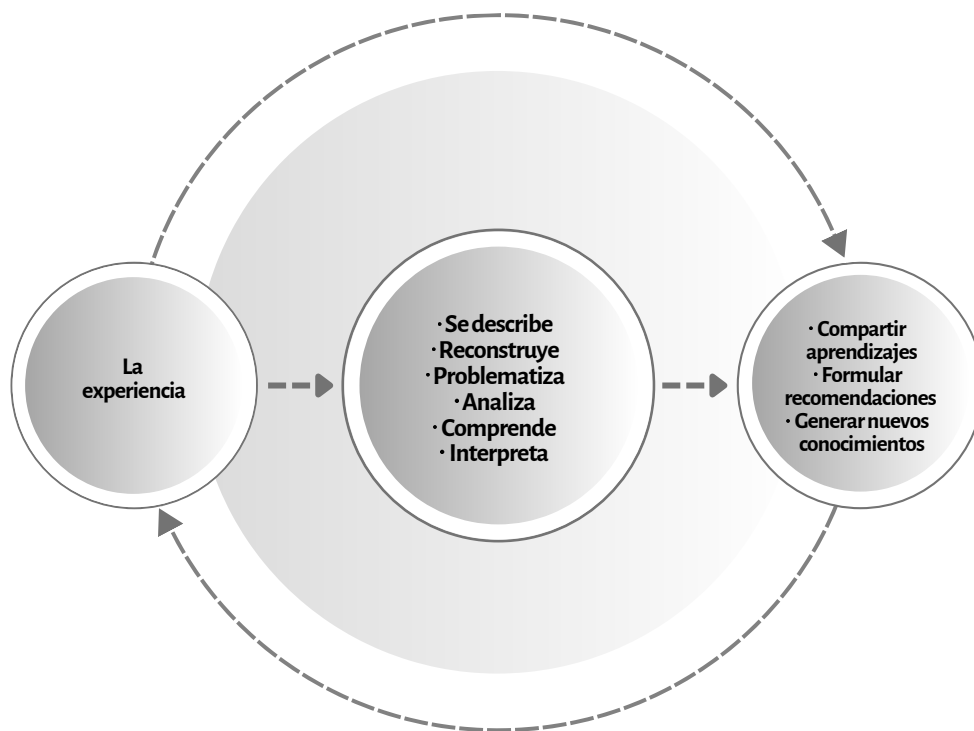 La
experiencia
· Se describe
· Reconstruye
· Problematiza
· Analiza
· Comprende
· Interpreta
· Compartir
aprendizajes
· Formular
recomendaciones
· Generar nuevos
conocimientos